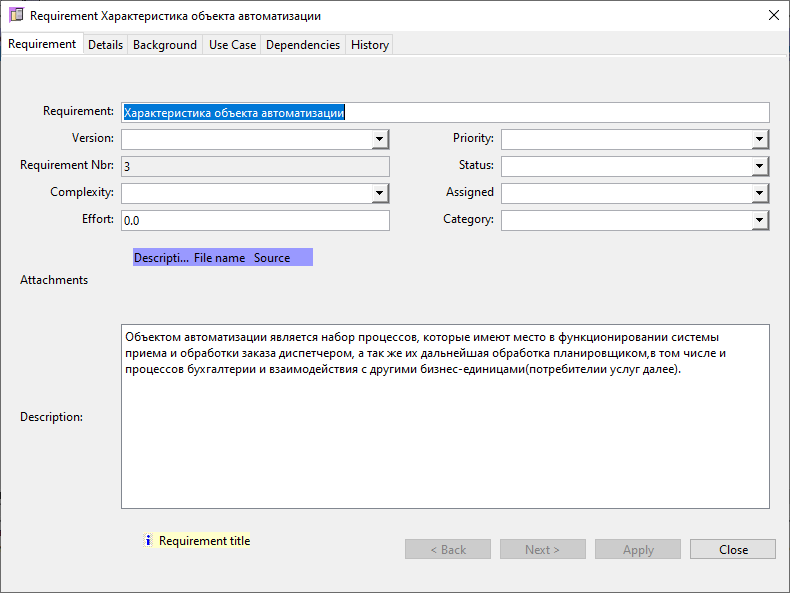 Requirement Характеристика объекта автоматизации
Requirement Details Background Use Case Dependencies History
Requirement: Характеристика объекта автоматизации
Version: Priority:
Requirement Nbr: 3 Status:
Complexity: Assigned
Effort: 0.0 Category:
Descripti... File name Source
Attachments
Объектом автоматизации является набор процессов, которые имеют место в функционировании системы
приема и обработки заказа диспетчером, а так же их дальнейшая обработка планировщиком,в том числе и
процессов бухгалтерии и взаимодействия с другими бизнес-единицами(потребителии услуг далее).
Description:
Requirement title
< Back Next > Apply Close